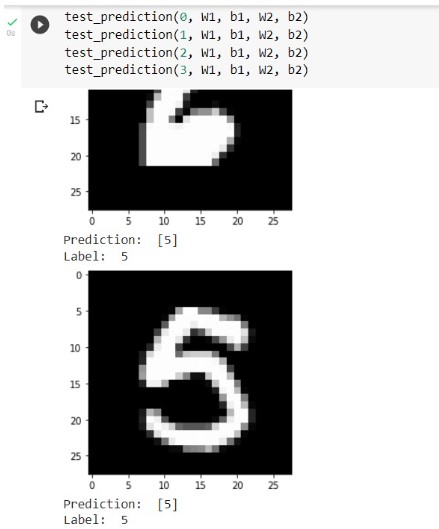 test_prediction(0, W1, b1, W2, b2)
test_prediction(1, W1, b1, W2, b2)
test_prediction(2, W1, b1, W2, b2)
test_prediction(3, W1, b1, W2, b2)
0s
15
20
25
0 5 10 15 20 25
Prediction: [5]
Label: 5
0
5
10
15
20
25
0 5 10 15 20 25
Prediction: [5]
Label: 5